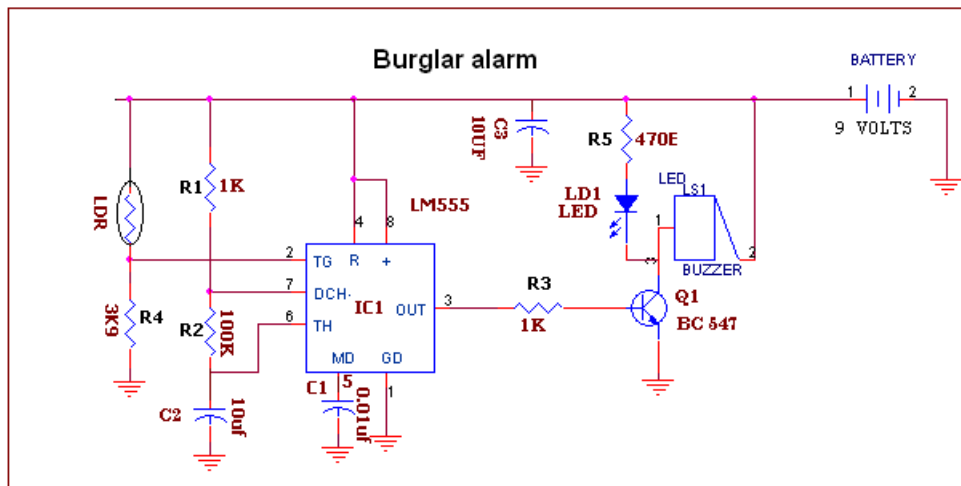 Burglar alarm
BATTERY
1 2
9 VOLTS
C3
10UF
R5 470E
R1 1K
LDR
LM555
LD1
LED
LED
LS1
1
2
BUZZER
4 8
2 TG R +
7 DCH.
6 TH
IC1
OUT 3
MD GD
5
1
R3
1K
3
Q1
BC 547
R4
3K9
R2
100K
C1
0.01uf
C2
10uf